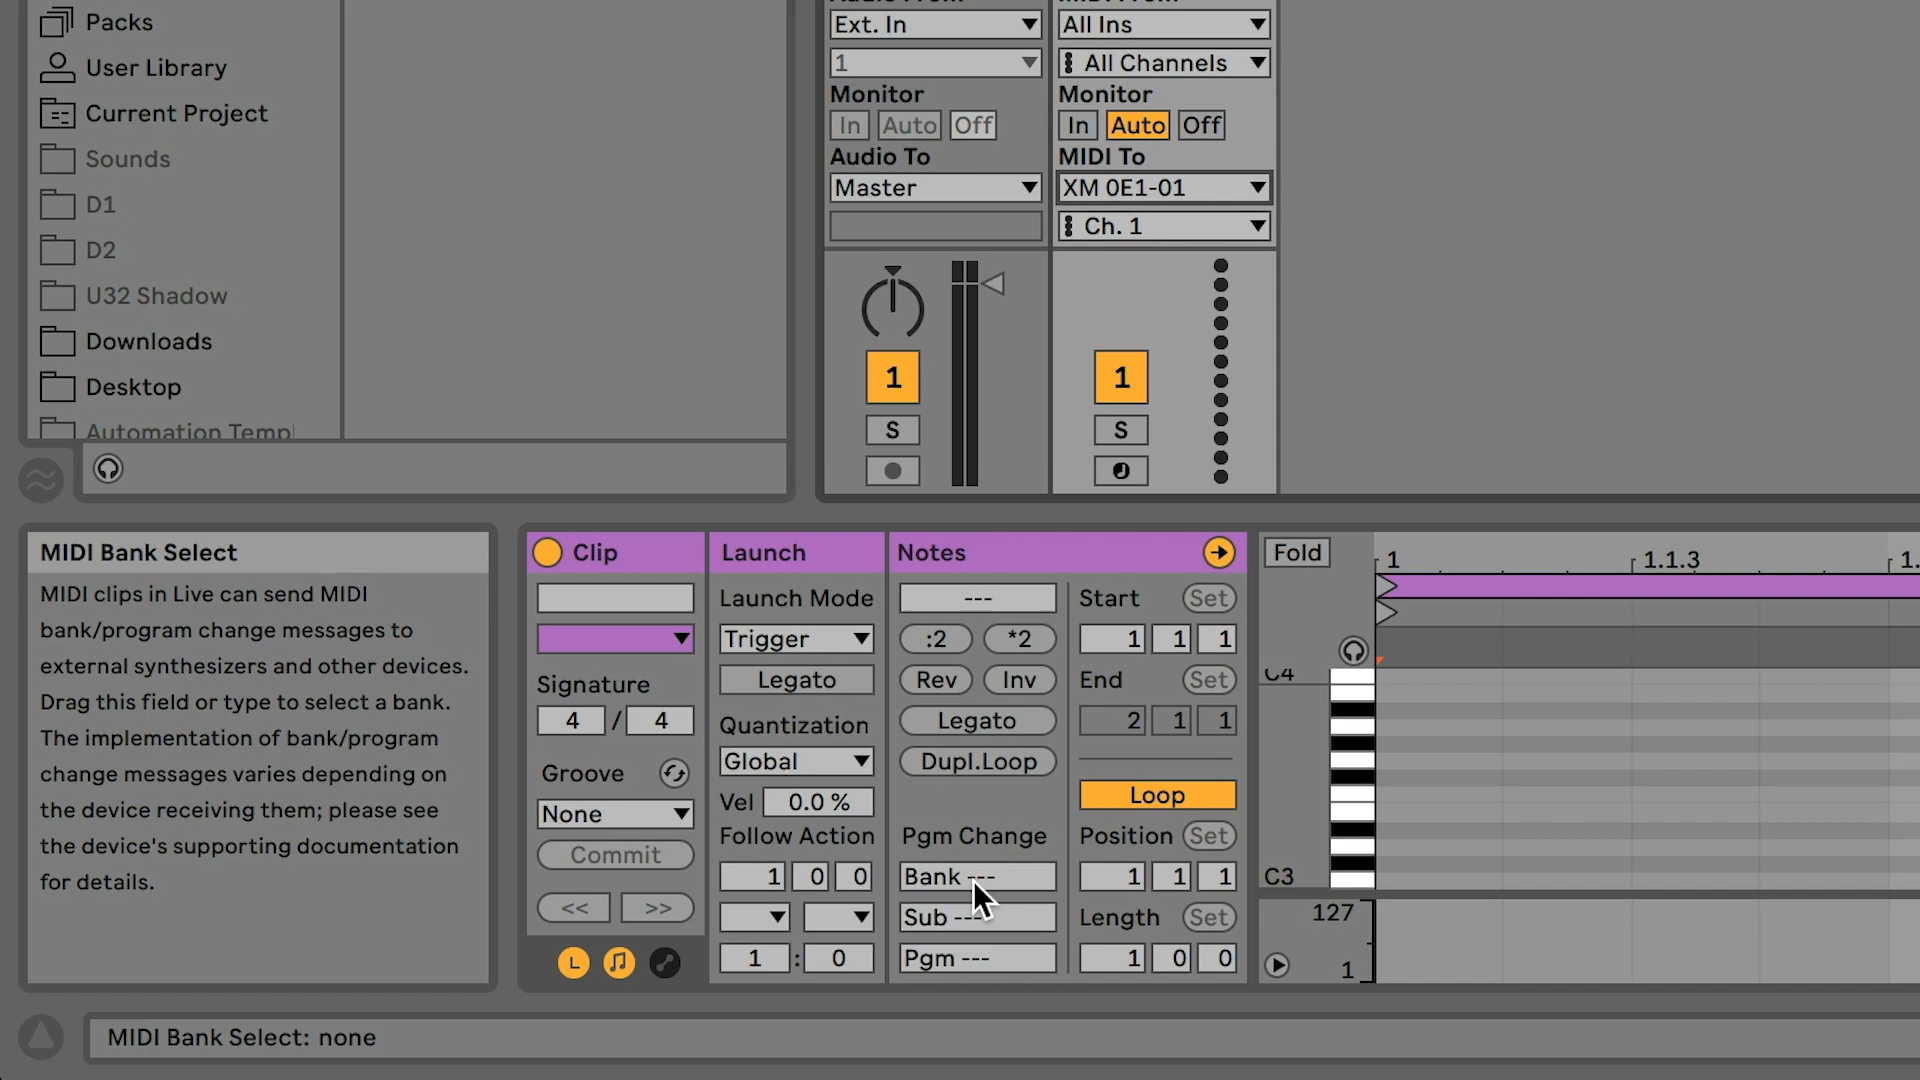 Packs
User Library
Current Project
Sounds
D1
D2
U32 Shadow
Downloads
Desktop
Automation Temp
Ext. In
1
Monitor
In Auto Off
Audio To
Master
1
S
All Ins
All Channels
Monitor
In Auto Off
MIDI To
XM 0E1-01
Ch. 1
1
S
MIDI Bank Select
MIDI clips in Live can send MIDI
bank/program change messages to
external synthesizers and other devices.
Drag this field or type to select a bank.
The implementation of bank/program
change messages varies depending on
the device receiving them; please see
the device's supporting documentation
for details.
Clip
Signature
4 / 4
Groove
None
Commit
<< >>
L
Launch
Launch Mode
Trigger
Legato
Quantization
Global
Vel 0.0 %
Follow Action
1 0 0
1 : 0
Notes
---
:2 *2
Rev Inv
Legato
Dupl.Loop
Pgm Change
Bank ---
Sub ---
Pgm ---
Start Set
1 1 1
End Set
2 1 1
Loop
Position Set
1 1 1
Length Set
1 0 0
Fold
1 1.1.3 1.
C4
C3
127
1
MIDI Bank Select: none